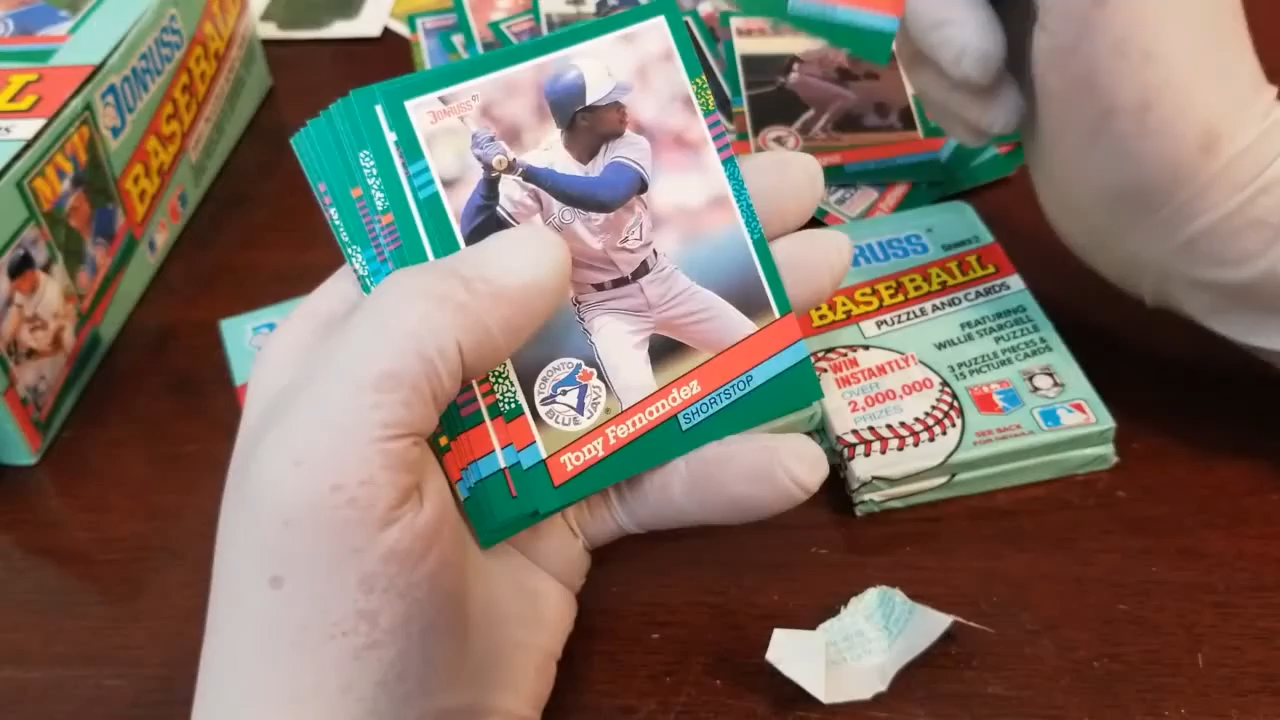 L
DONRUSS
BASEBALL
MVP
DONRUSS 91
TORO
TORONTO
BLUE JAYS
Tony Fernandez
SHORTSTOP
RUSS
SERIES 2
BASEBALL
PUZZLE AND CARDS
FEATURING
WILLIE STARGELL
PUZZLE
3 PUZZLE PIECES &
15 PICTURE CARDS
WIN
INSTANTLY!
OVER
2,000,000
PRIZES
SEE BACK
FOR DETAILS